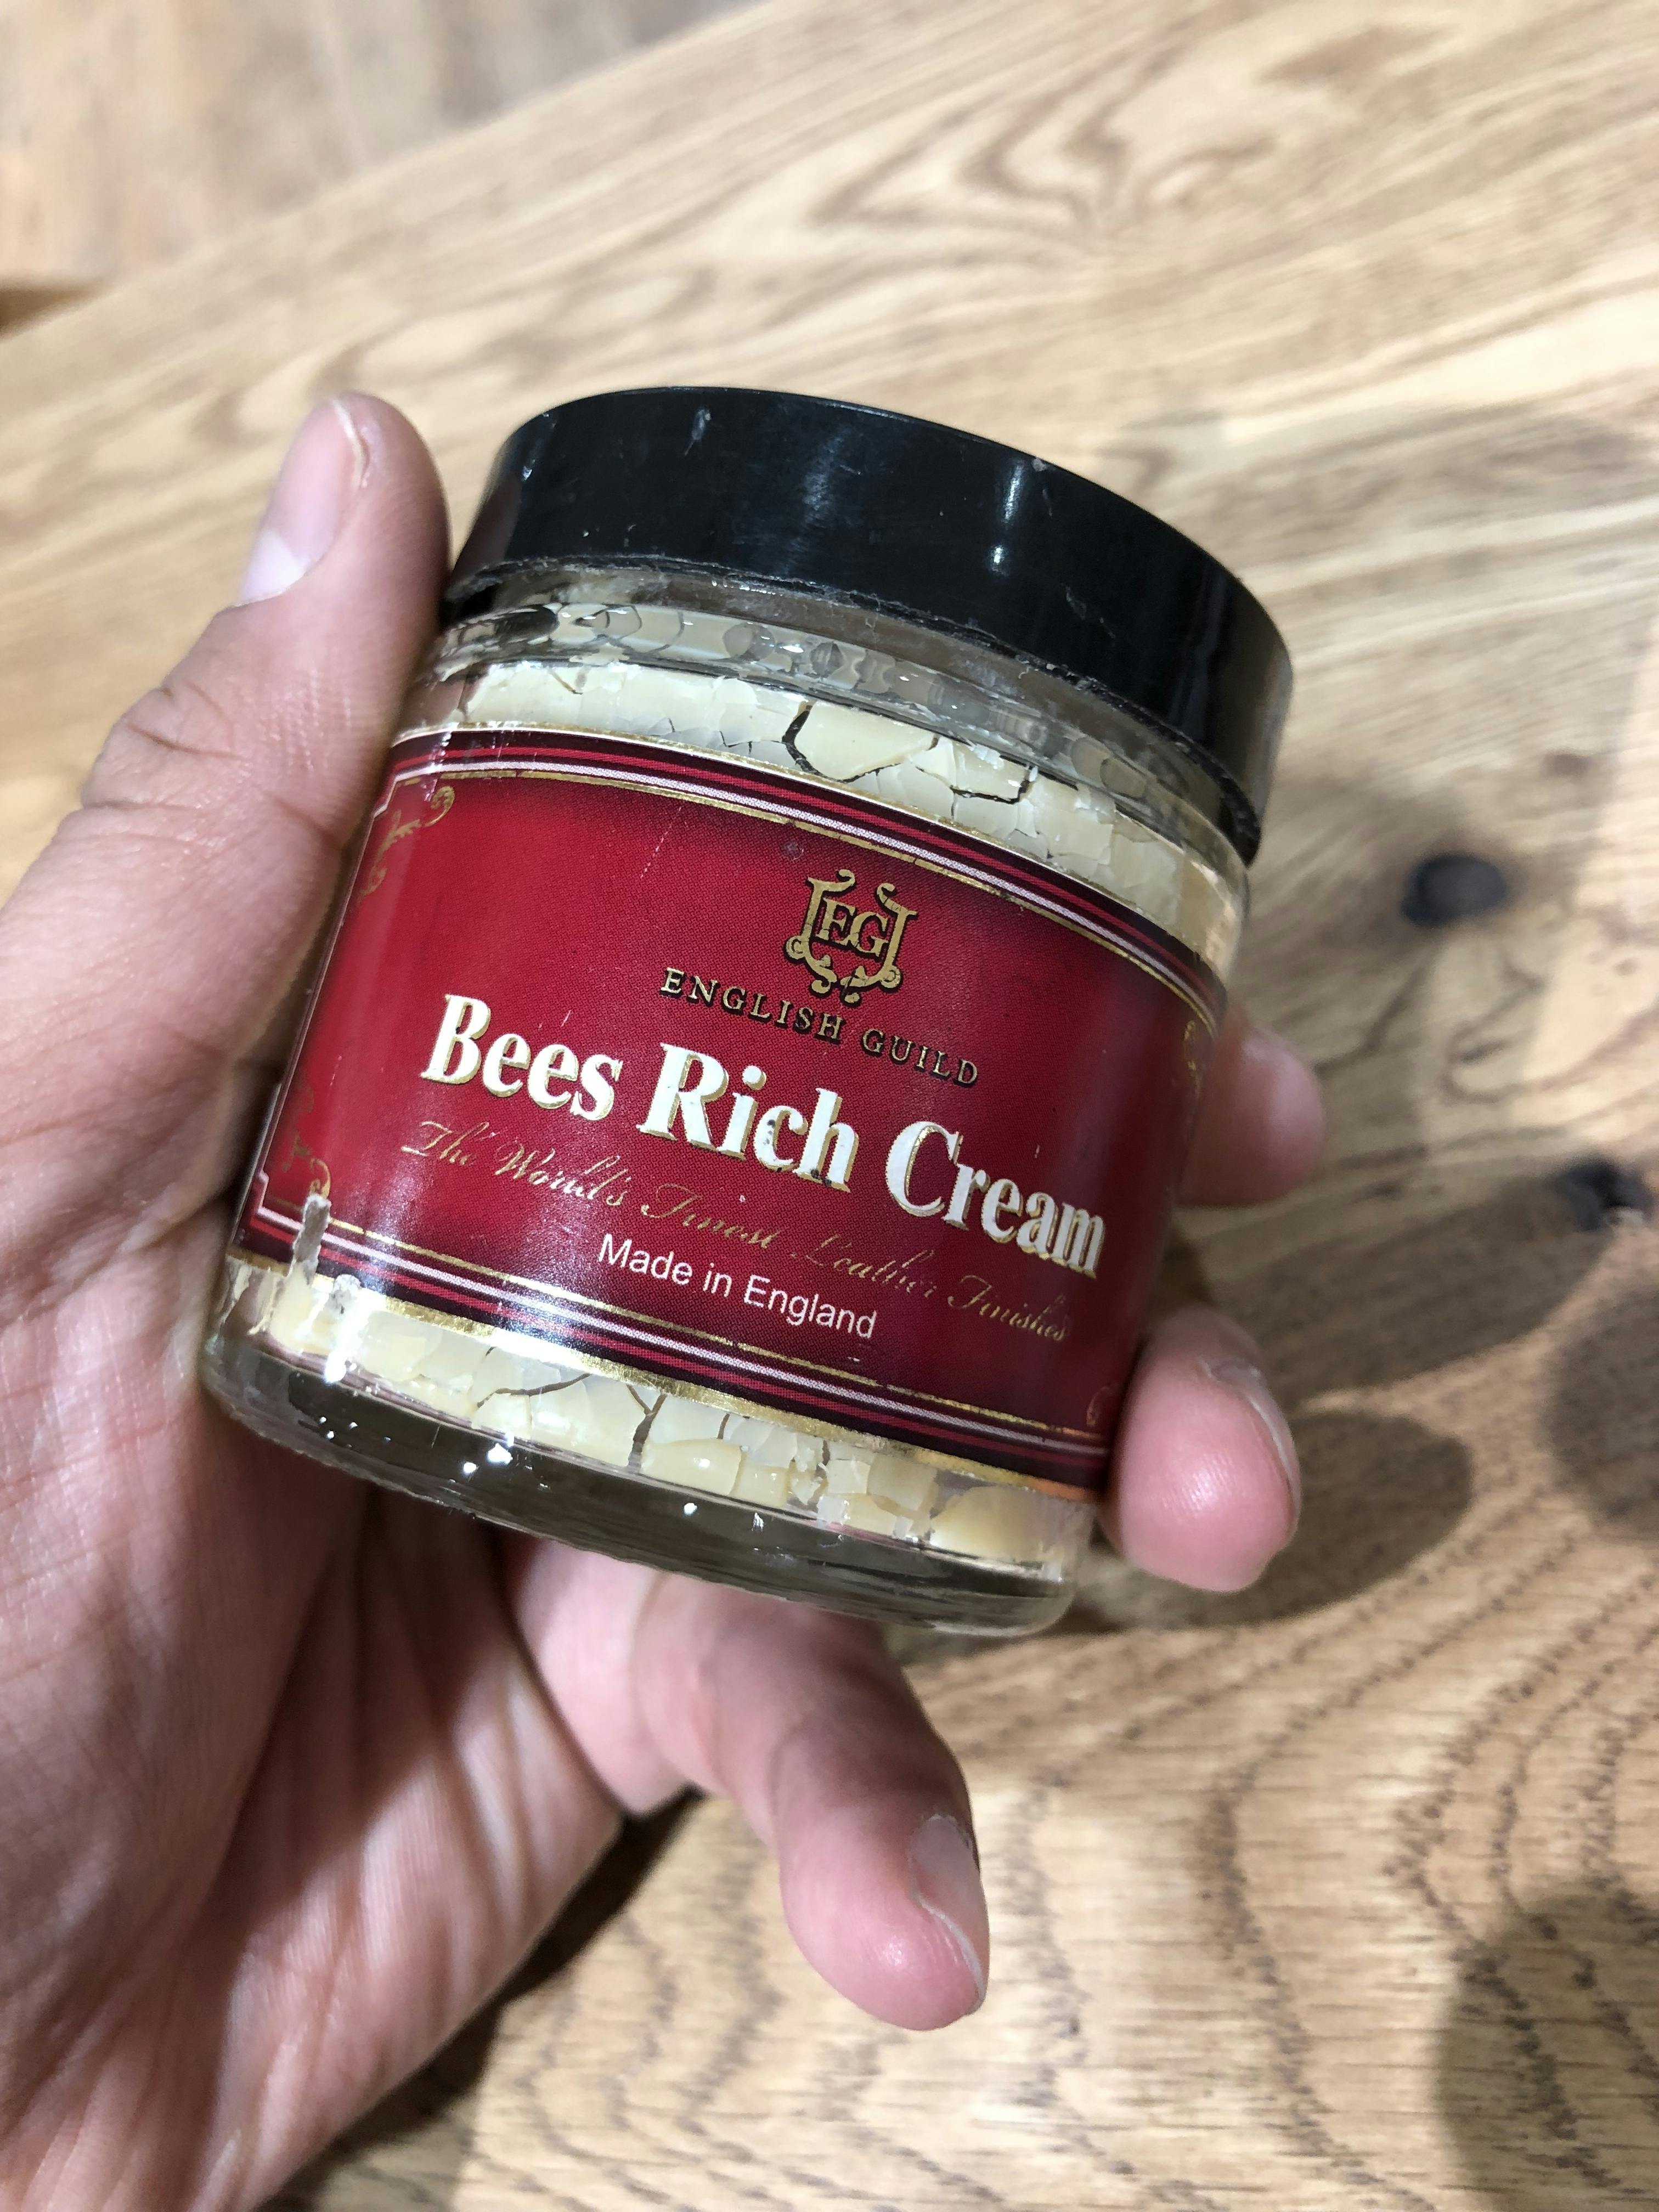 EG
ENGLISH GUILD
Bees Rich Cream
The World's Finest Leather Finishes
Made in England